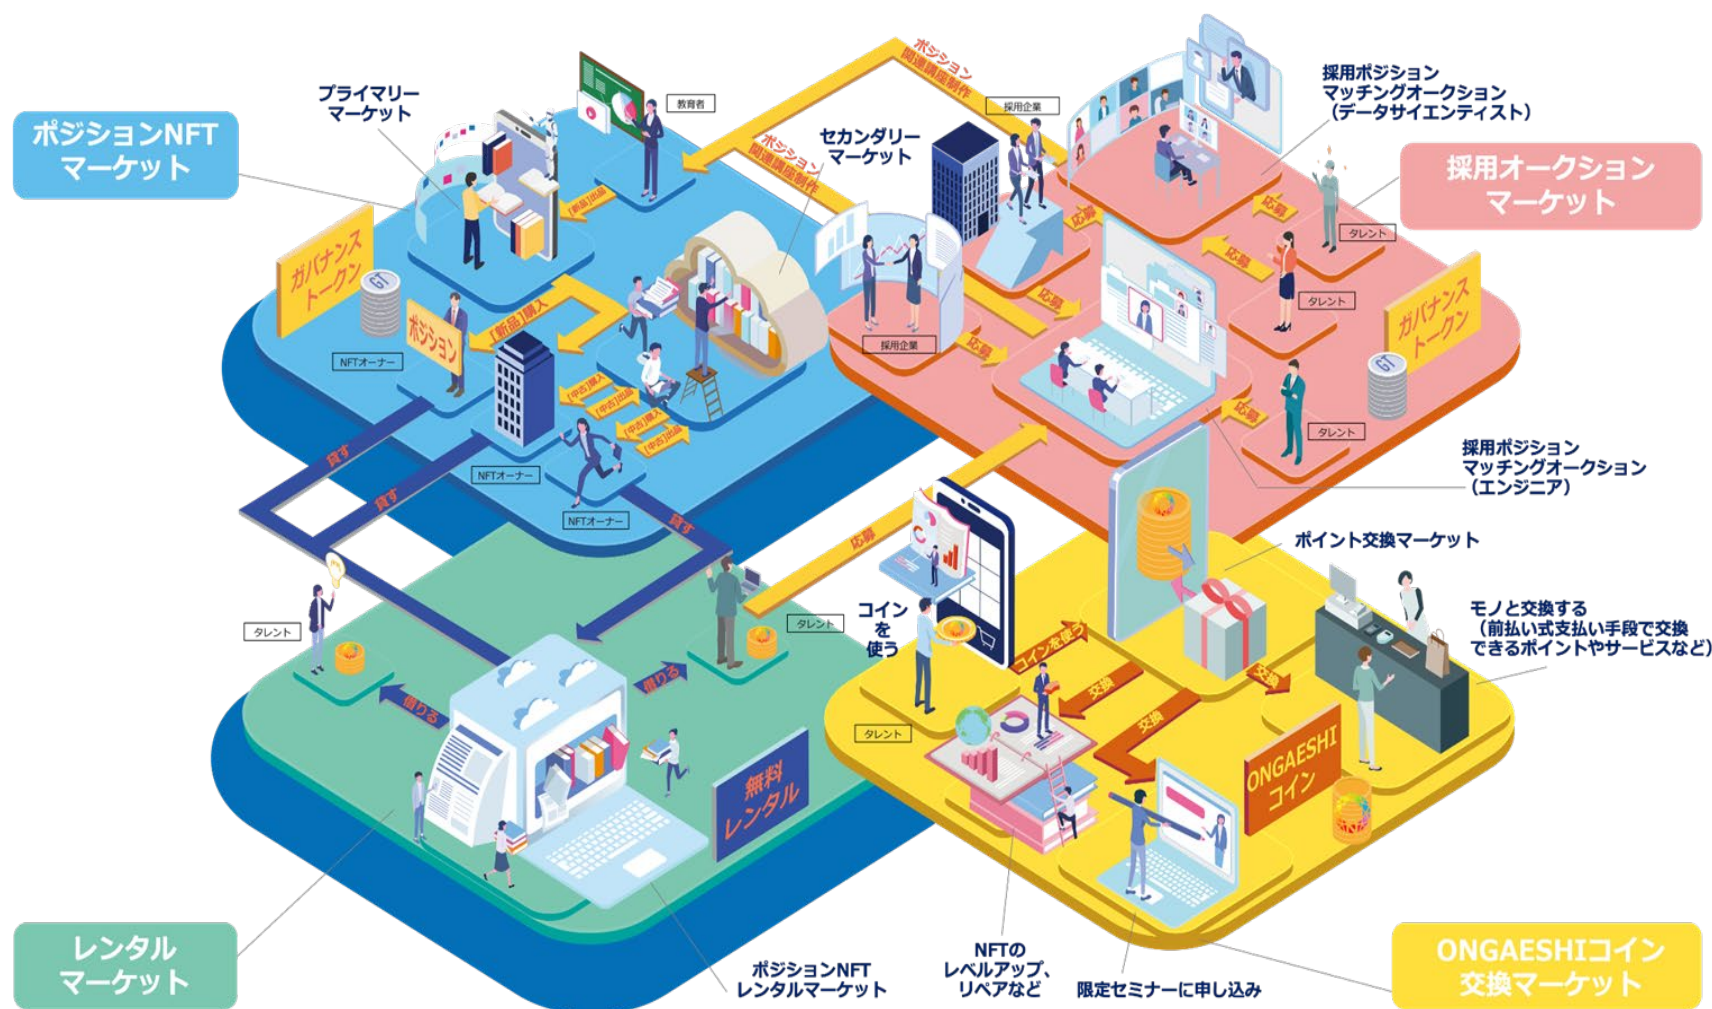 ポジションNFT
マーケット
プライマリー
マーケット
教育者
ポジション
関連講座制作
ポジション
関連講座制作
セカンダリー
マーケット
採用企業
採用ポジション
マッチングオークション
（データサイエンティスト）
採用オークション
マーケット
ガバナンス
トークン
GT
[新品]出品
[新品]購入
ポジション
NFTオーナー
[中古]購入
[中古]出品
[中古]購入
[中古]出品
NFTオーナー
NFTオーナー
採用企業
応募
応募
応募
応募
応募
応募
タレント
タレント
タレント
ガバナンス
トークン
GT
採用ポジション
マッチングオークション
（エンジニア）
貸す
貸す
貸す
応募
タレント
タレント
借りる
借りる
無料
レンタル
レンタル
マーケット
ポジションNFT
レンタルマーケット
コイン
を
使う
タレント
コインを使う
ポイント交換マーケット
交換
交換
交換
モノと交換する
（前払い式支払い手段で交換
できるポイントやサービスなど）
ONGAESHI
コイン
NFTの
レベルアップ、
リペアなど
限定セミナーに申し込み
ONGAESHIコイン
交換マーケット